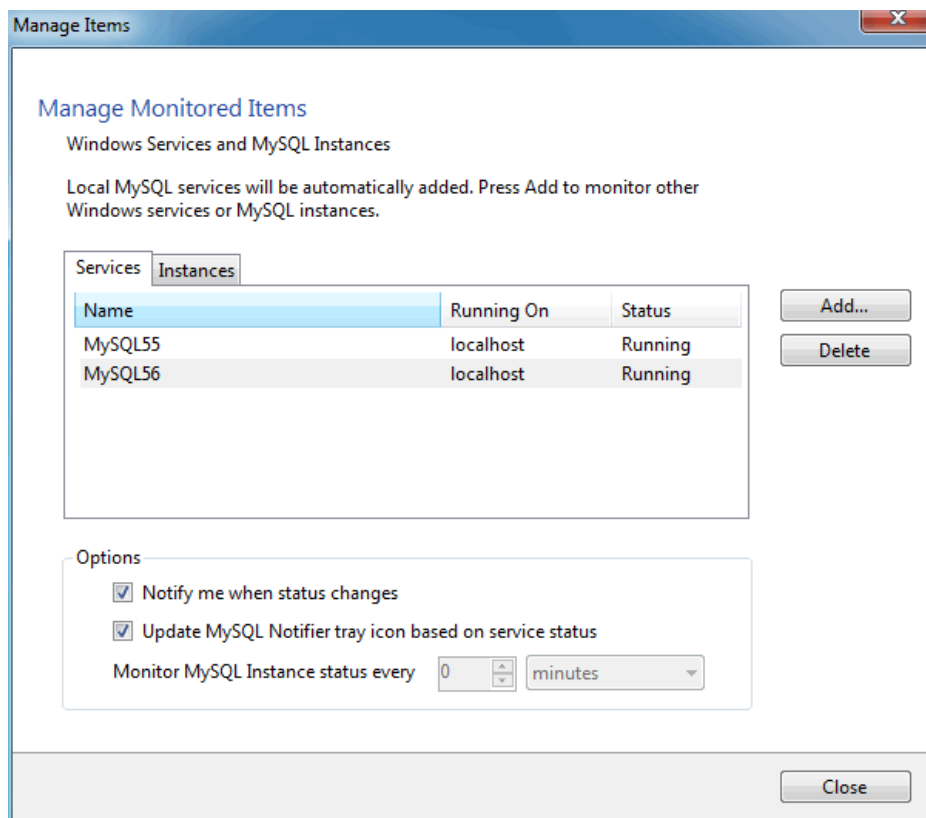 Manage Items
X
Manage Monitored Items
Windows Services and MySQL Instances
Local MySQL services will be automatically added. Press Add to monitor other
Windows services or MySQL instances.
Services Instances
Name Running On Status
MySQL55 localhost Running
MySQL56 localhost Running
Add...
Delete
Options
Notify me when status changes
Update MySQL Notifier tray icon based on service status
Monitor MySQL Instance status every 0 minutes
Close